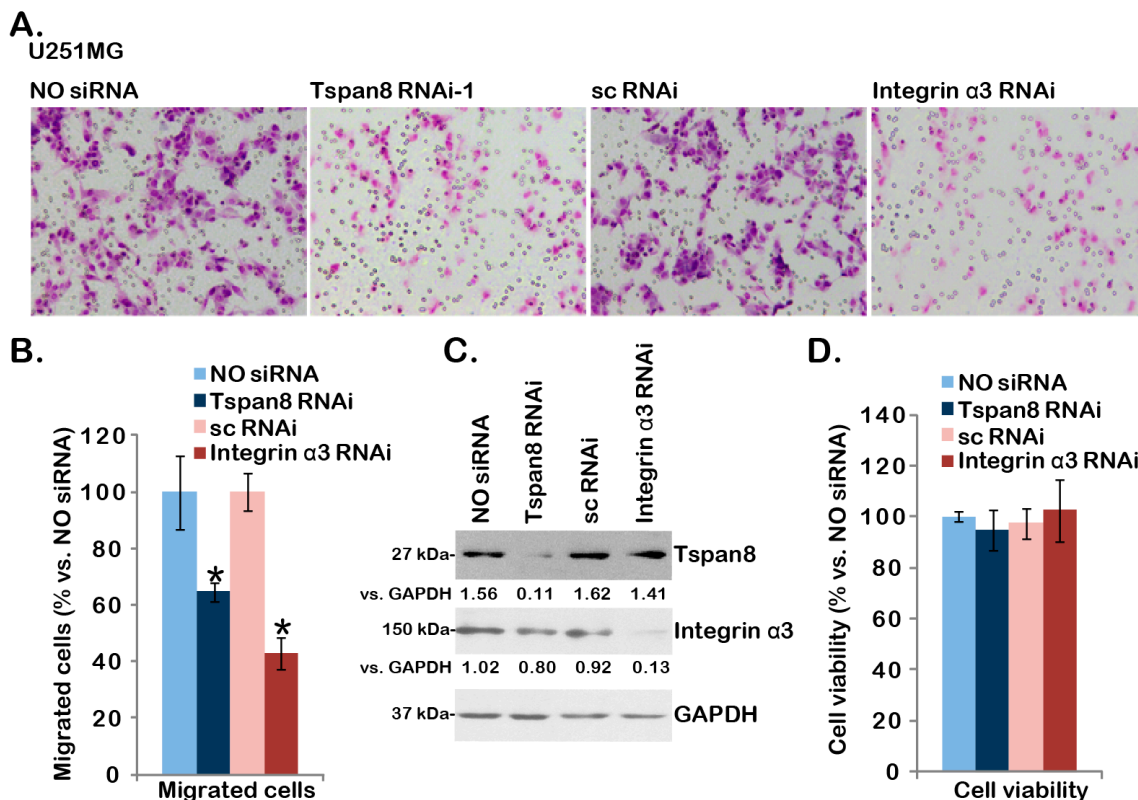 A.
U251MG
NO siRNA Tspan8 RNAi-1 sc RNAi Integrin α3 RNAi
B.
NO siRNA
Tspan8 RNAi
sc RNAi
Integrin α3 RNAi
Migrated cells (% vs. NO siRNA)
120
100
80
60
40
20
0
*
*
Migrated cells
C.
NO siRNA
Tspan8 RNAi
sc RNAi
Integrin α3 RNAi
27 kDa- Tspan8
vs. GAPDH 1.56 0.11 1.62 1.41
150 kDa- Integrin α3
vs. GAPDH 1.02 0.80 0.92 0.13
37 kDa- GAPDH
D.
NO siRNA
Tspan8 RNAi
sc RNAi
Integrin α3 RNAi
Cell viability (% vs. NO siRNA)
140
120
100
80
60
40
20
0
Cell viability